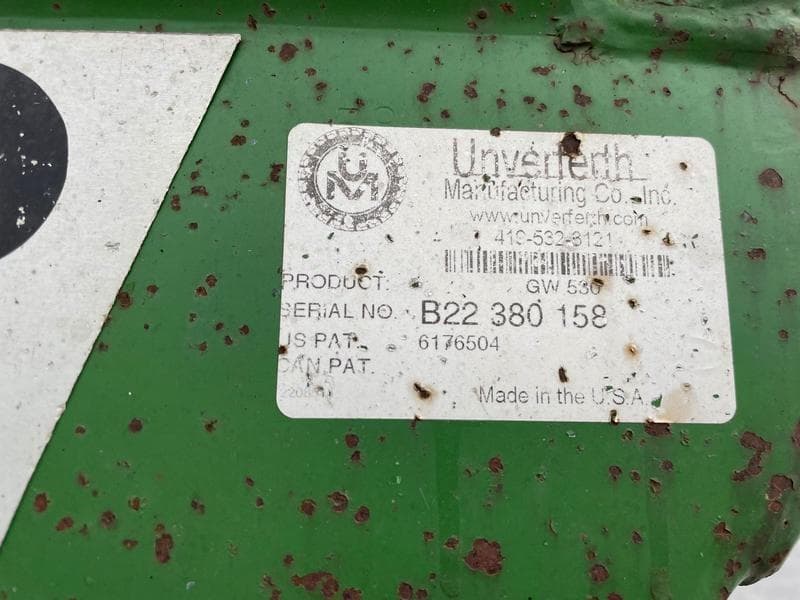 UM
Unverferth
Manufacturing Co., Inc.
www.unverferth.com
419-532-3121
PRODUCT: GW 530
SERIAL NO. B22 380 158
US PAT. 6176504
CAN.PAT.
Made in the U.S.A.